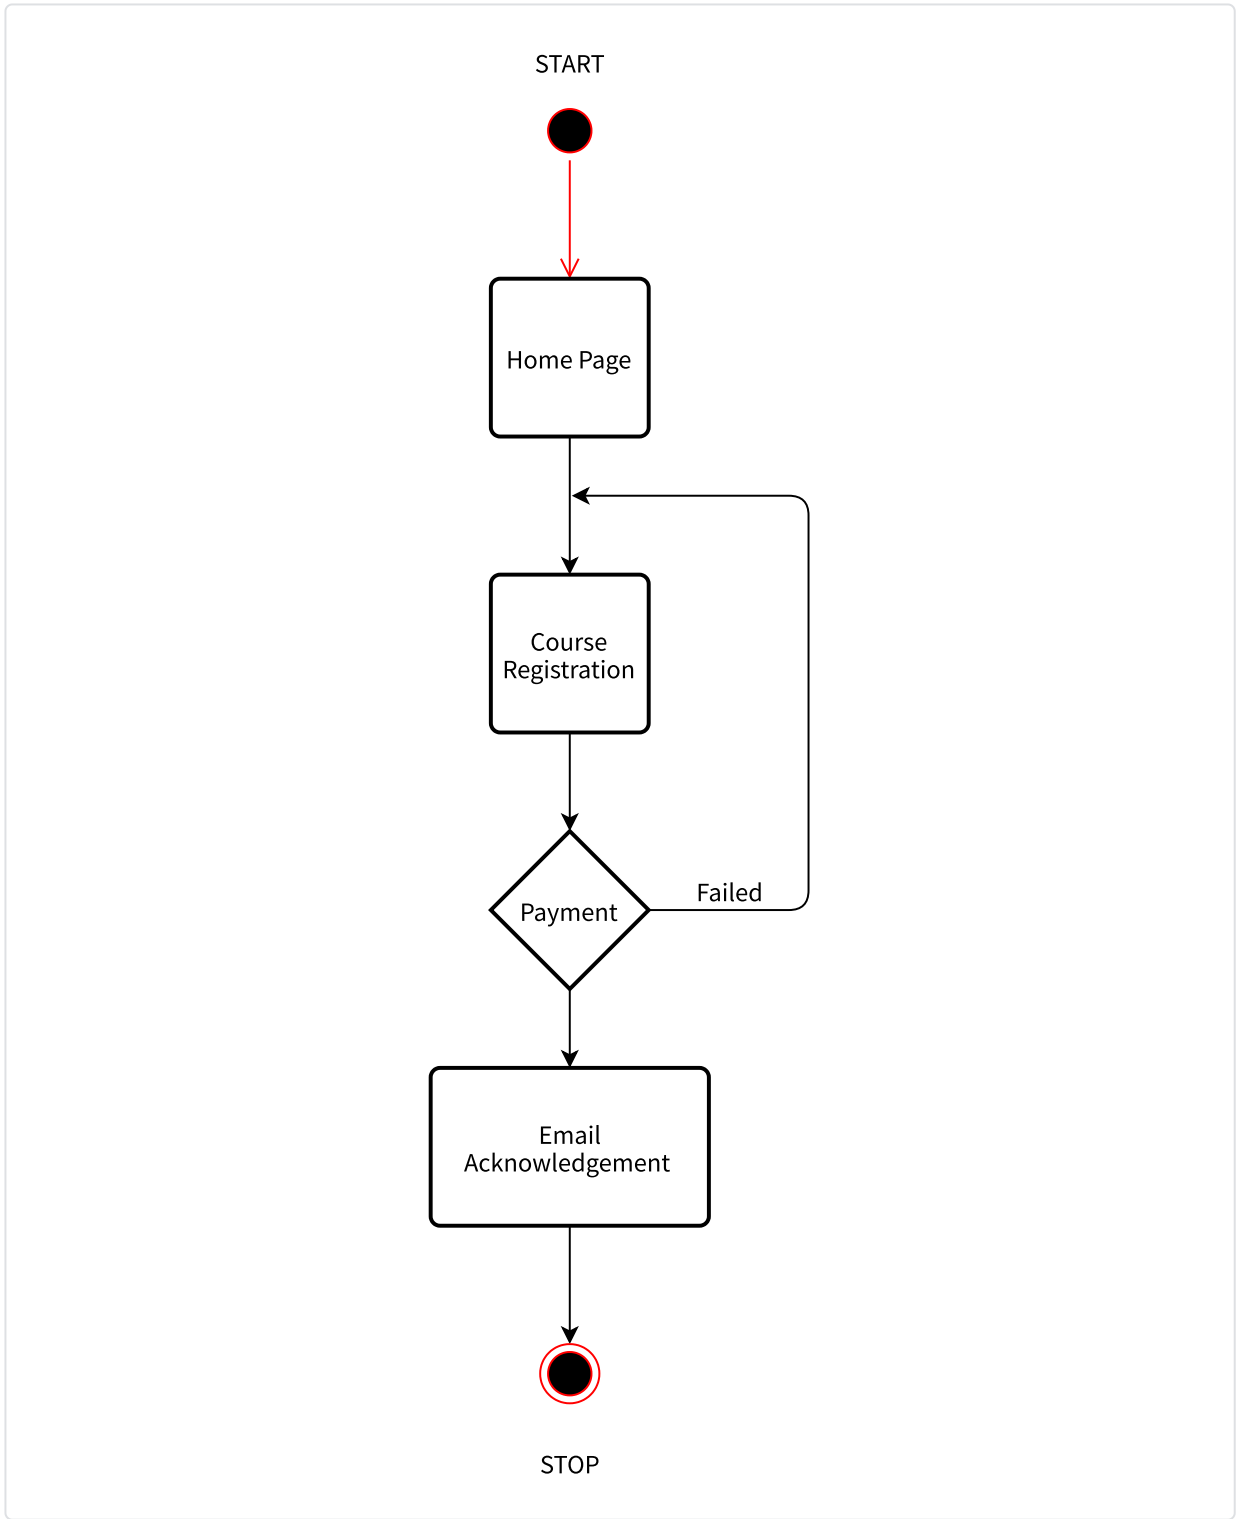 START
Home Page
Course
Registration
Failed
Payment
Email
Acknowledgement
STOP